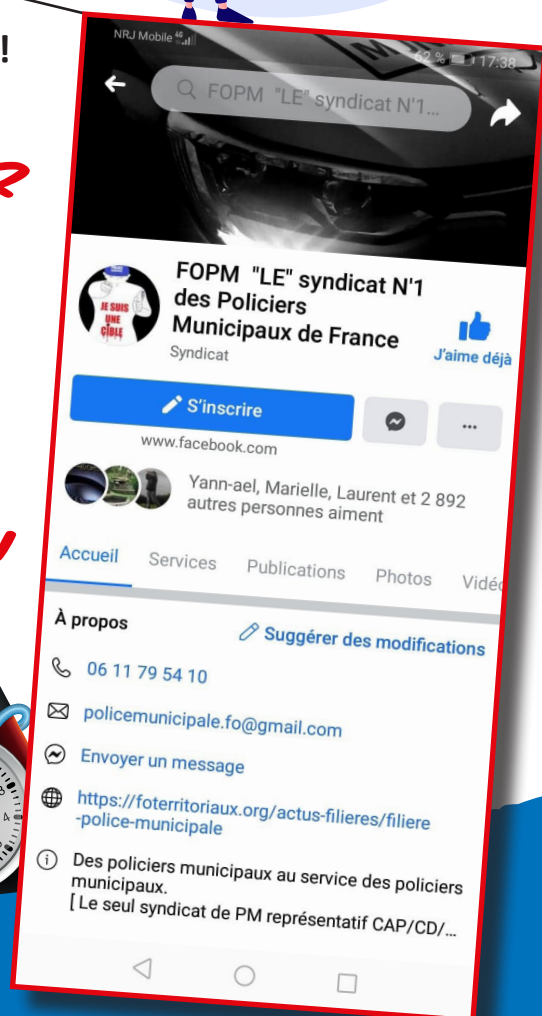 !
NRJ Mobile 4G
62 % 17:38
FOPM "LE" syndicat N'1...
FOPM "LE" syndicat N'1
des Policiers
Municipaux de France
JE SUIS
UNE
CIBLE
Syndicat
J'aime déjà
S'inscrire
www.facebook.com
Yann-ael, Marielle, Laurent et 2 892
autres personnes aiment
Accueil Services Publications Photos Vidéo
À propos
Suggérer des modifications
06 11 79 54 10
policemunicipale.fo@gmail.com
Envoyer un message
https://foterritoriaux.org/actus-filieres/filiere
-police-municipale
Des policiers municipaux au service des policiers
municipaux.
[ Le seul syndicat de PM représentatif CAP/CD/...